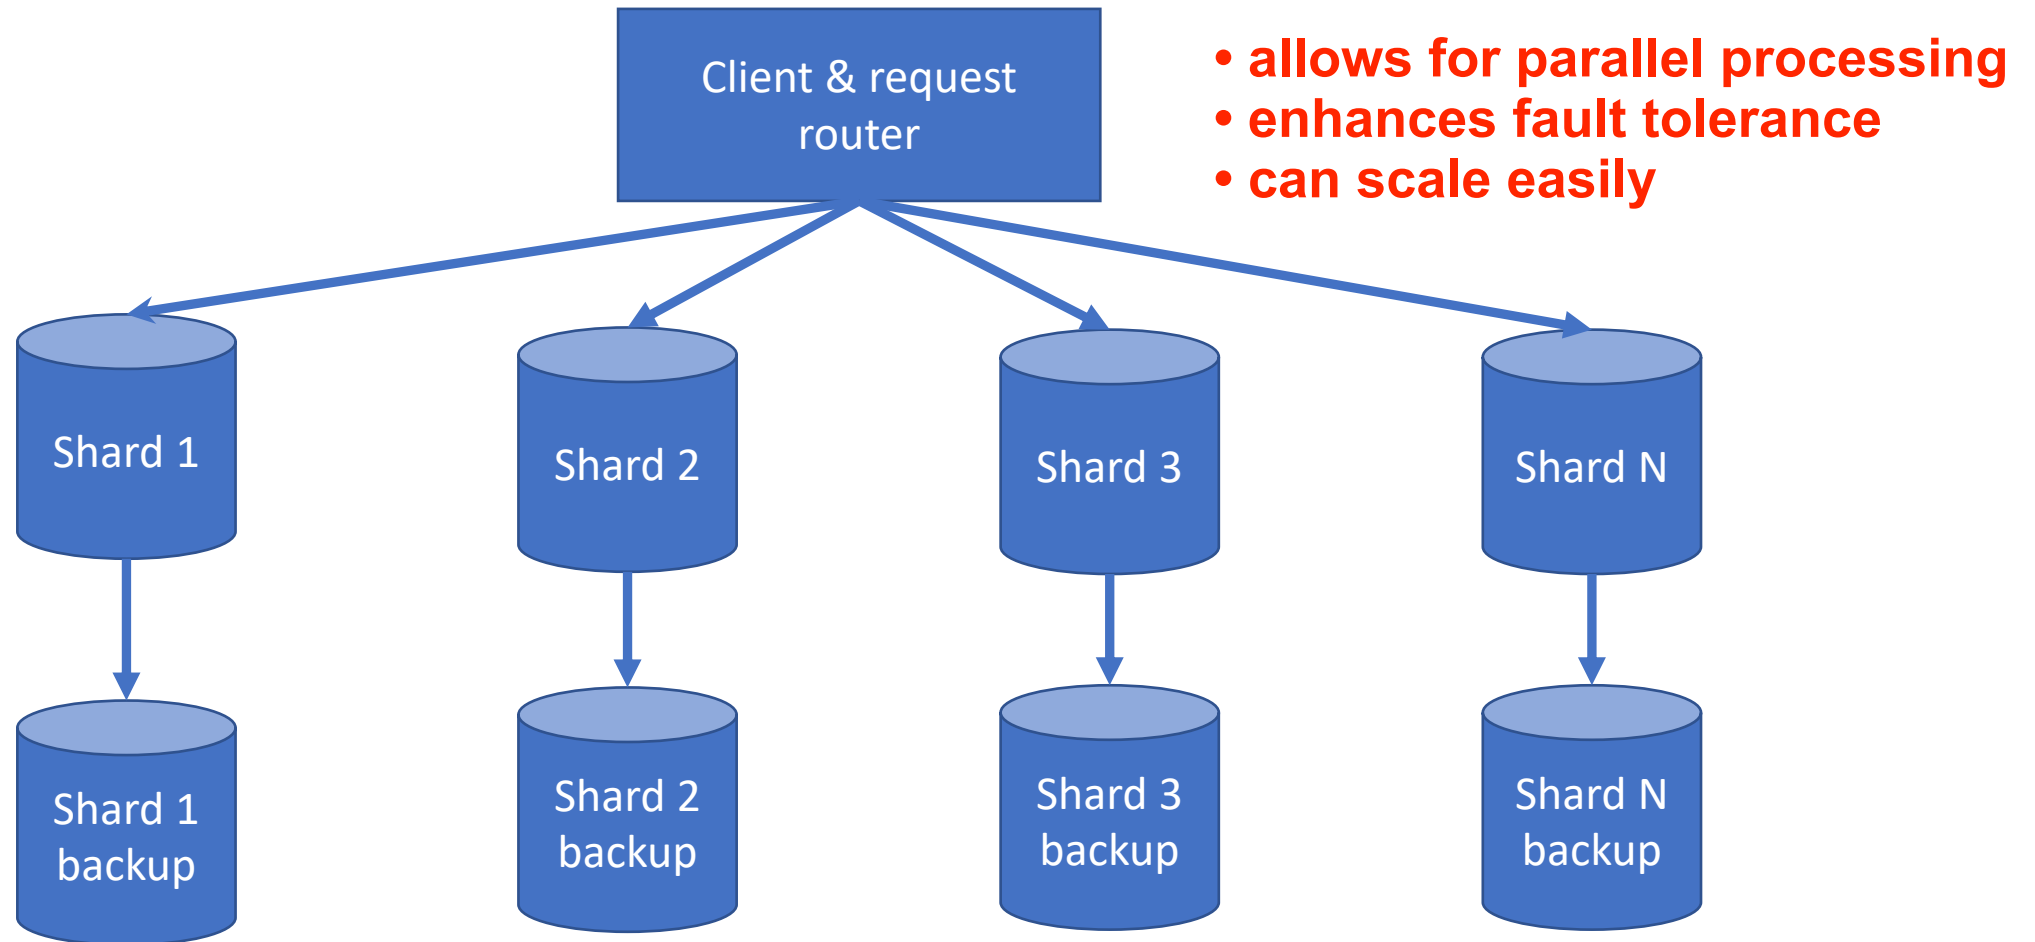 Client & request
router
• allows for parallel processing
• enhances fault tolerance
• can scale easily
Shard 1
Shard 2
Shard 3
Shard N
Shard 1
backup
Shard 2
backup
Shard 3
backup
Shard N
backup